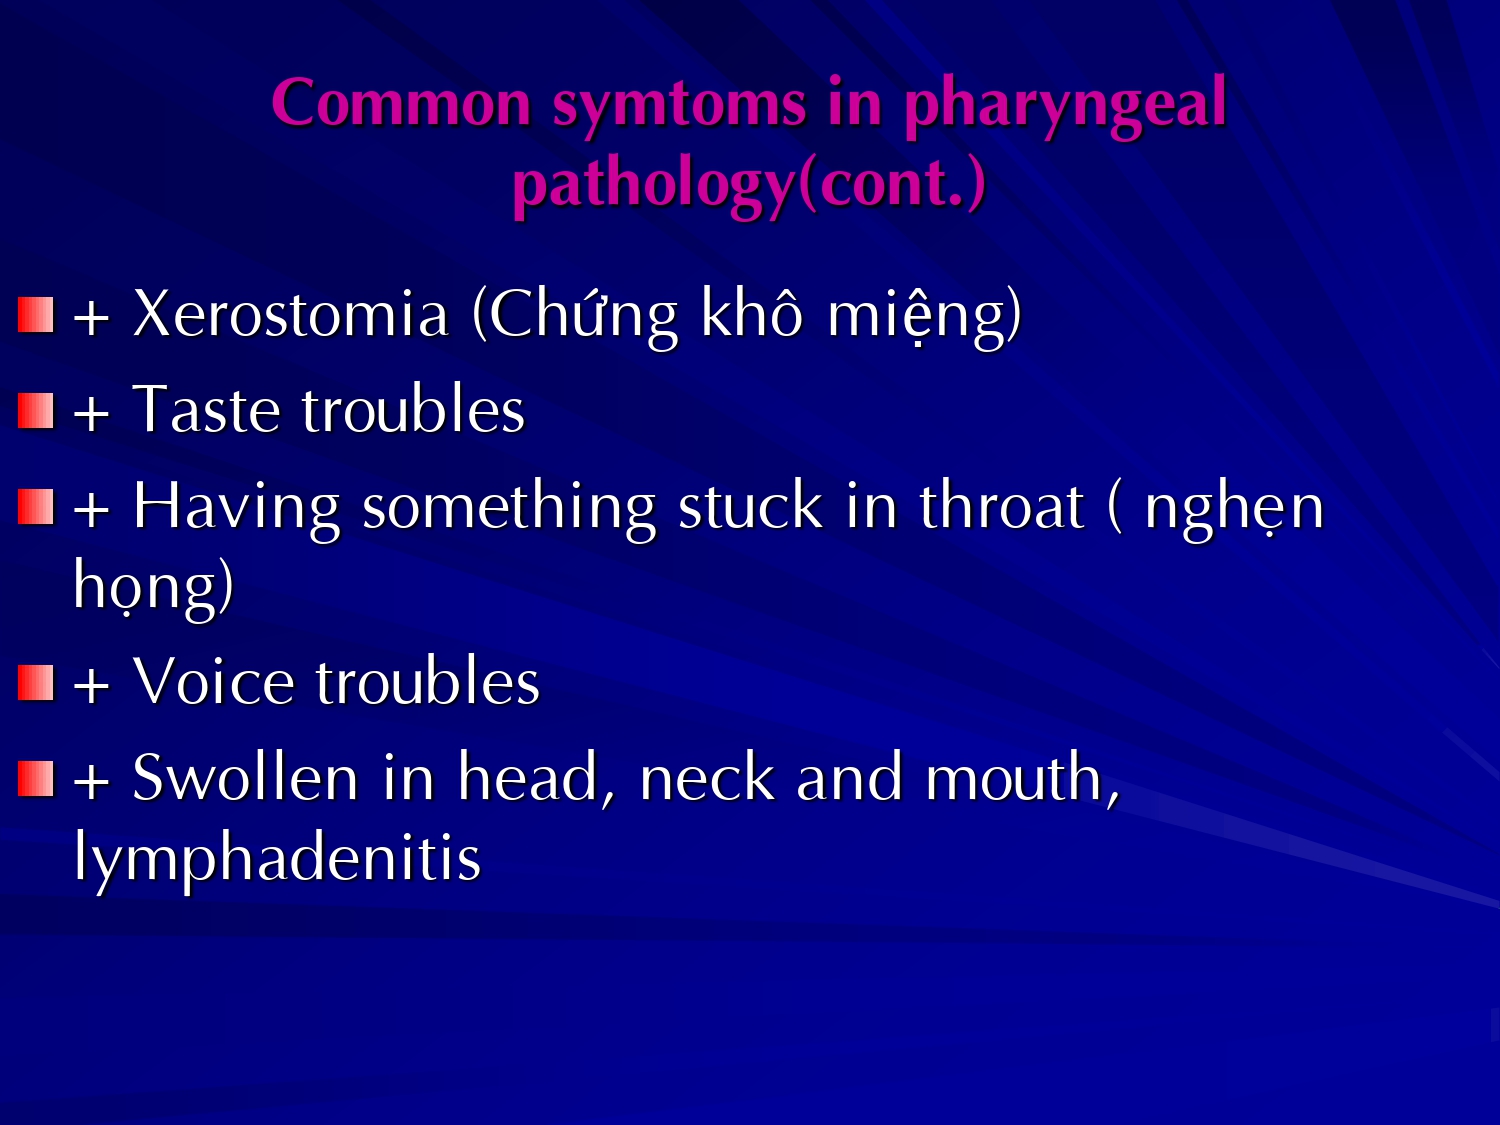 Common symtoms in pharyngeal
pathology(cont.)
+ Xerostomia (Chứng khô miệng)
+ Taste troubles
+ Having something stuck in throat ( nghẹn
họng)
+ Voice troubles
+ Swollen in head, neck and mouth,
lymphadenitis